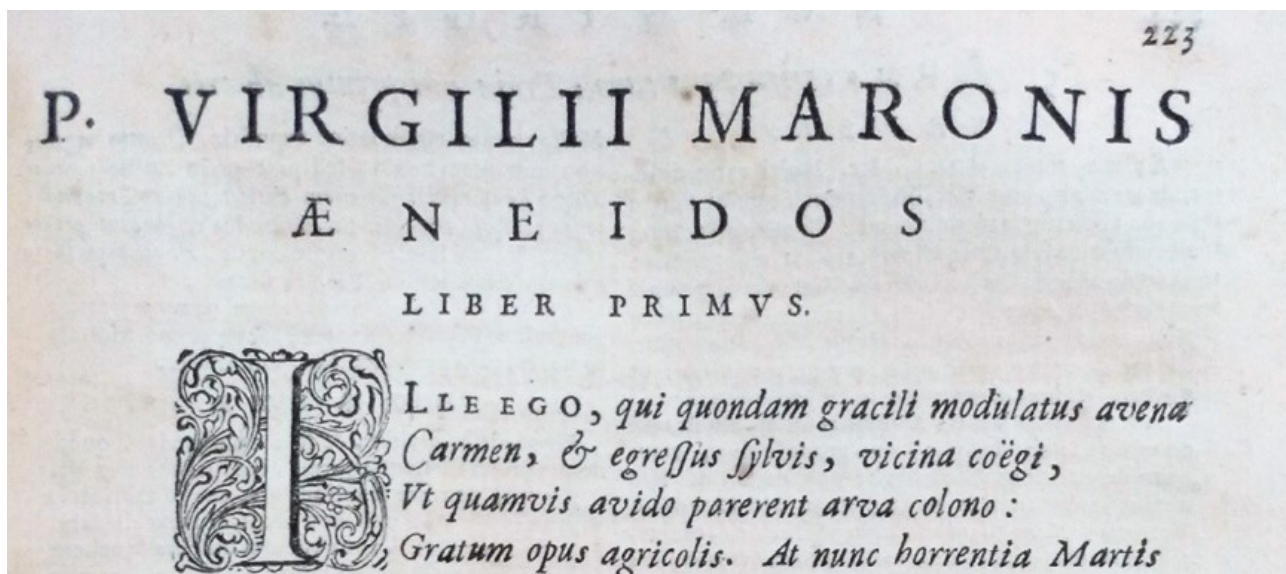 223
P. VIRGILII MARONIS
ÆNEIDOS
LIBER PRIMVS.
ILLE EGO, qui quondam gracili modulatus avena
Carmen, & egreſſus ſylvis, vicina coëgi,
Vt quamvis avido parerent arva colono :
Gratum opus agricolis. At nunc horrentia Martis